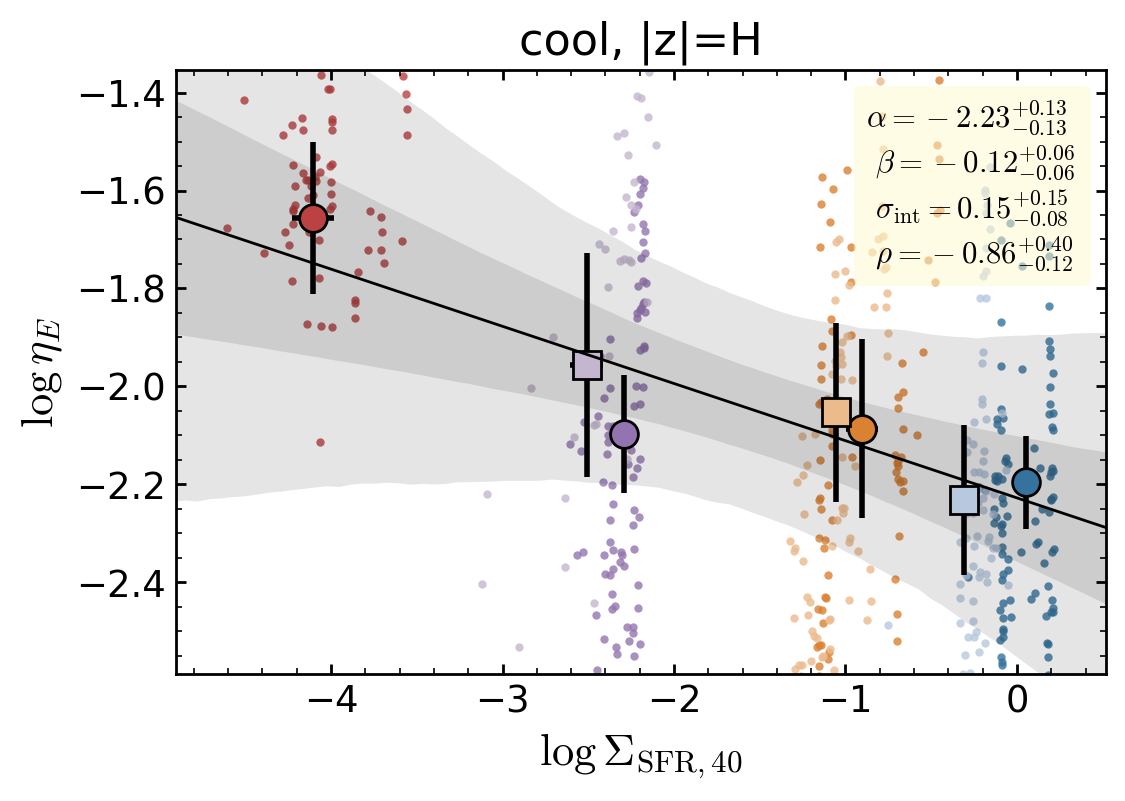 cool, |z|=H
α = −2.23^{+0.13}_{−0.13}
β = −0.12^{+0.06}_{−0.06}
σ_int = 0.15^{+0.15}_{−0.08}
ρ = −0.86^{+0.40}_{−0.12}
log η_E
−1.4
−1.6
−1.8
−2.0
−2.2
−2.4
−4
−3
−2
−1
0
log Σ_{SFR, 40}